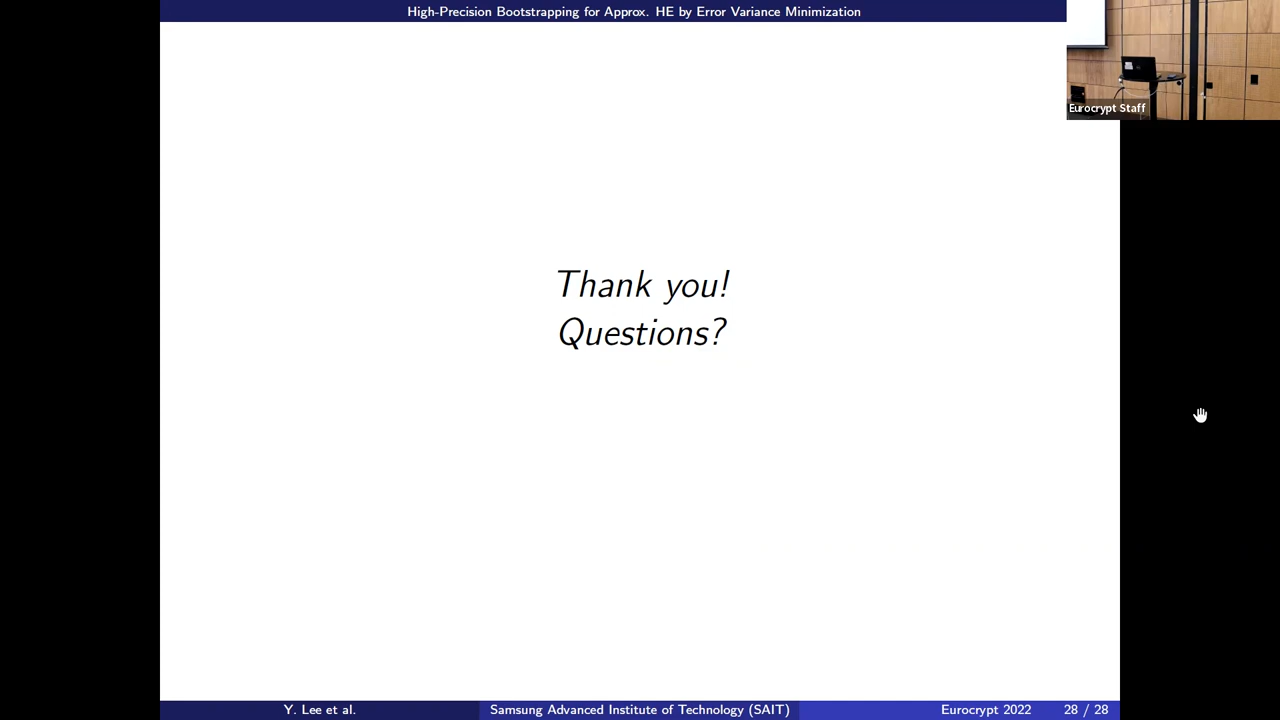 High-Precision Bootstrapping for Approx. HE by Error Variance Minimization
Eurocrypt Staff
Thank you!
Questions?
Y. Lee et al.
Samsung Advanced Institute of Technology (SAIT)
Eurocrypt 2022
28 / 28